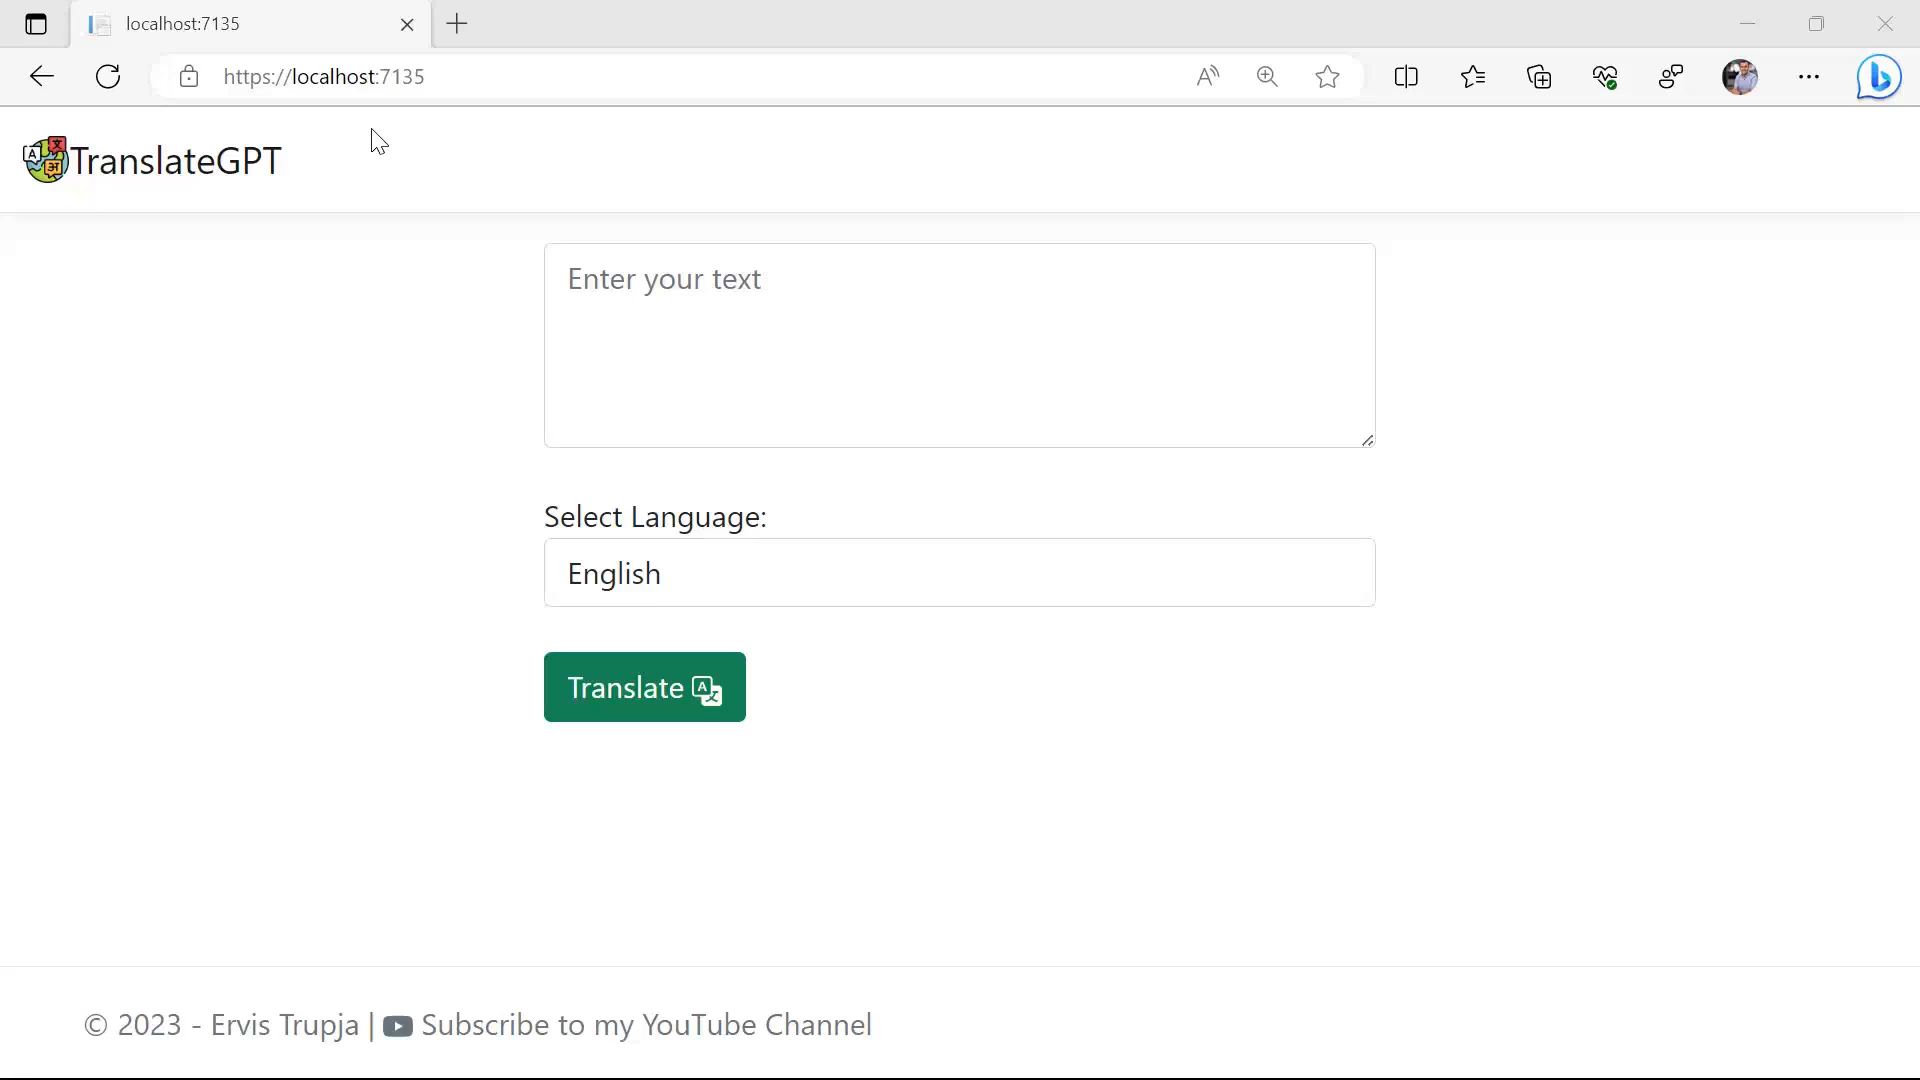 localhost:7135
https://localhost:7135
TranslateGPT
Enter your text
Select Language:
English
Translate
© 2023 - Ervis Trupja | Subscribe to my YouTube Channel